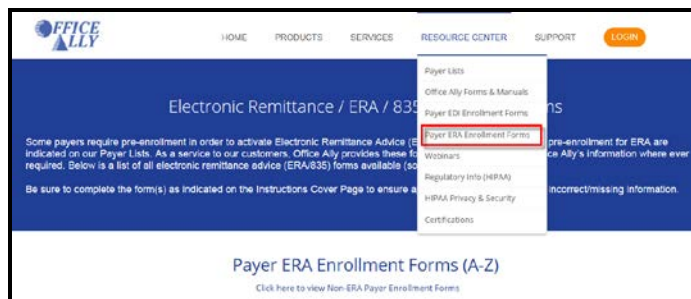 OFFICE ALLY
HOME PRODUCTS SERVICES RESOURCE CENTER SUPPORT LOGIN
Payer Lists
Office Ally Forms & Manuals
Payer EDI Enrollment Forms
Payer ERA Enrollment Forms
Webinars
Regulatory Info (HIPAA)
HIPAA Privacy & Security
Certifications
Electronic Remittance / ERA / 835 ms
Some payers require pre-enrollment in order to activate Electronic Remittance Advice (E pre-enrollment for ERA are
indicated on our Payer Lists. As a service to our customers, Office Ally provides these fo ce Ally's information where ever
required. Below is a list of all electronic remittance advice (ERA/835) forms available (so
Be sure to complete the form(s) as indicated on the Instructions Cover Page to ensure a incorrect/missing information.
Payer ERA Enrollment Forms (A-Z)
Click here to view Non-ERA Payer Enrollment Forms